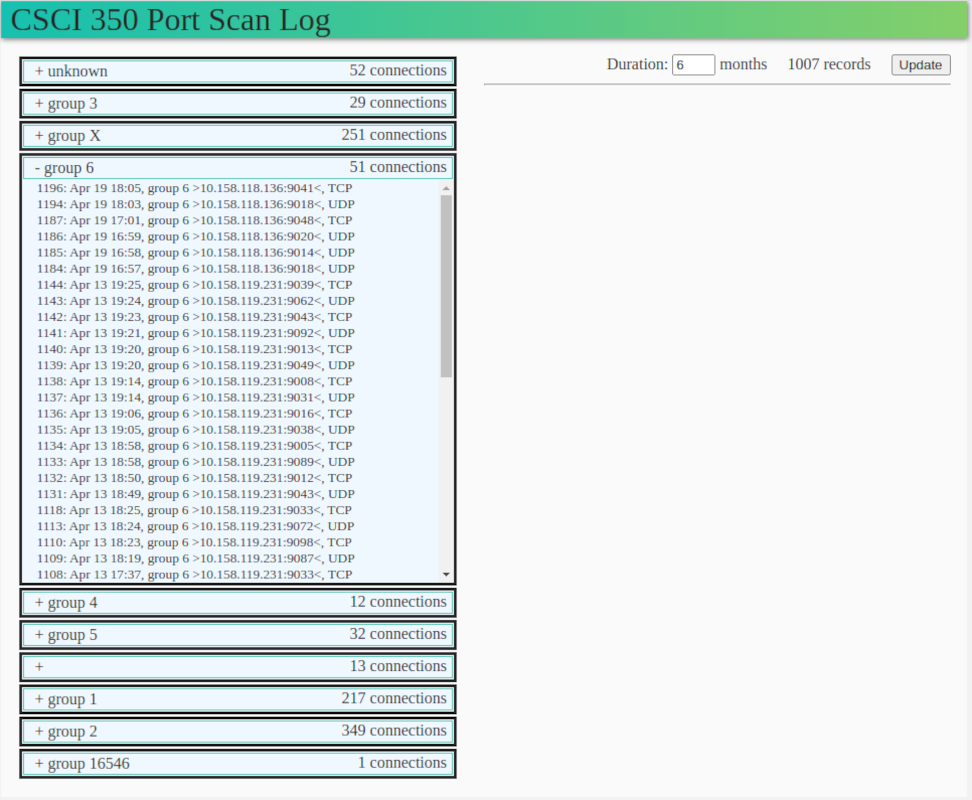 CSCI 350 Port Scan Log
Duration: 6 months 1007 records Update
+ unknown 52 connections
+ group 3 29 connections
+ group X 251 connections
- group 6 51 connections
1196: Apr 19 18:05, group 6 >10.158.118.136:9041<, TCP
1194: Apr 19 18:03, group 6 >10.158.118.136:9018<, UDP
1187: Apr 19 17:01, group 6 >10.158.118.136:9048<, TCP
1186: Apr 19 16:59, group 6 >10.158.118.136:9020<, UDP
1185: Apr 19 16:58, group 6 >10.158.118.136:9014<, UDP
1184: Apr 19 16:57, group 6 >10.158.118.136:9018<, UDP
1144: Apr 13 19:25, group 6 >10.158.119.231:9039<, TCP
1143: Apr 13 19:24, group 6 >10.158.119.231:9062<, UDP
1142: Apr 13 19:23, group 6 >10.158.119.231:9043<, TCP
1141: Apr 13 19:21, group 6 >10.158.119.231:9092<, UDP
1140: Apr 13 19:20, group 6 >10.158.119.231:9013<, TCP
1139: Apr 13 19:20, group 6 >10.158.119.231:9049<, UDP
1138: Apr 13 19:14, group 6 >10.158.119.231:9008<, TCP
1137: Apr 13 19:14, group 6 >10.158.119.231:9031<, UDP
1136: Apr 13 19:06, group 6 >10.158.119.231:9016<, TCP
1135: Apr 13 19:05, group 6 >10.158.119.231:9038<, UDP
1134: Apr 13 18:58, group 6 >10.158.119.231:9005<, TCP
1133: Apr 13 18:58, group 6 >10.158.119.231:9089<, UDP
1132: Apr 13 18:50, group 6 >10.158.119.231:9012<, TCP
1131: Apr 13 18:49, group 6 >10.158.119.231:9043<, UDP
1118: Apr 13 18:25, group 6 >10.158.119.231:9033<, TCP
1113: Apr 13 18:24, group 6 >10.158.119.231:9072<, UDP
1110: Apr 13 18:23, group 6 >10.158.119.231:9098<, UDP
1109: Apr 13 18:19, group 6 >10.158.119.231:9087<, UDP
1108: Apr 13 17:37, group 6 >10.158.119.231:9033<, TCP
+ group 4 12 connections
+ group 5 32 connections
+ 13 connections
+ group 1 217 connections
+ group 2 349 connections
+ group 16546 1 connections